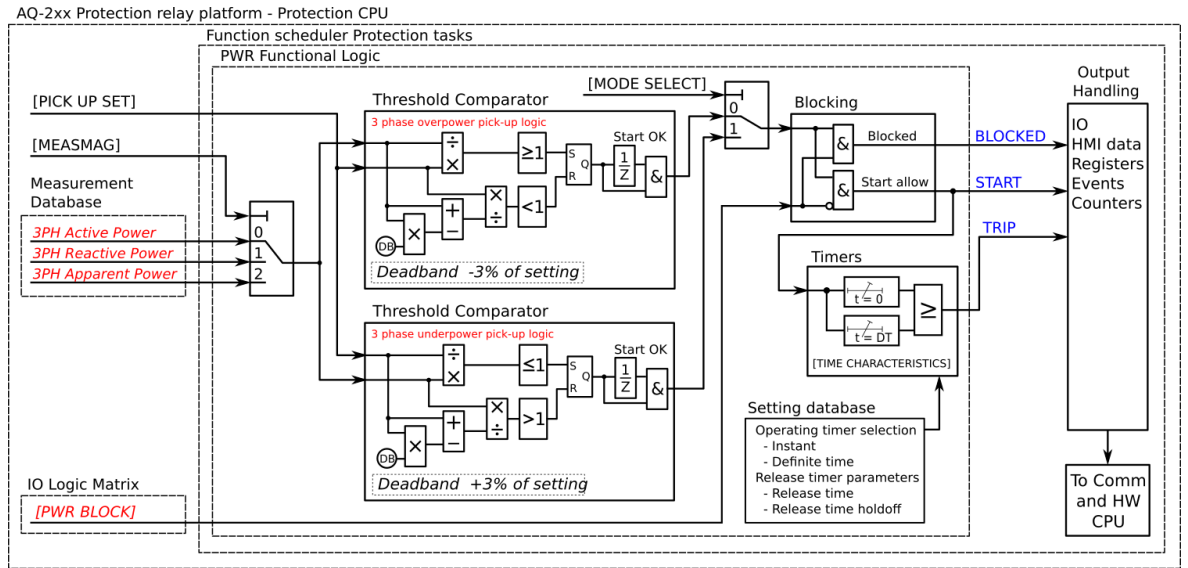 AQ-2xx Protection relay platform - Protection CPU
Function scheduler Protection tasks
PWR Functional Logic
[PICK UP SET]
[MEASMAG]
Measurement
Database
3PH Active Power
3PH Reactive Power
3PH Apparent Power
0
1
2
Threshold Comparator
3 phase overpower pick-up logic
÷
×
≥1
S
R
Q
Start OK
1
Z
&
×
÷
<1
+
−
×
DB
Deadband -3% of setting
Threshold Comparator
3 phase underpower pick-up logic
÷
×
≤1
S
R
Q
Start OK
1
Z
&
×
÷
>1
+
−
×
DB
Deadband +3% of setting
[MODE SELECT]
0
1
Blocking
&
Blocked
&
Start allow
BLOCKED
START
TRIP
Timers
t = 0
t = DT
≥
[TIME CHARACTERISTICS]
Setting database
Operating timer selection
- Instant
- Definite time
Release timer parameters
- Release time
- Release time holdoff
Output
Handling
IO
HMI data
Registers
Events
Counters
To Comm
and HW
CPU
IO Logic Matrix
[PWR BLOCK]